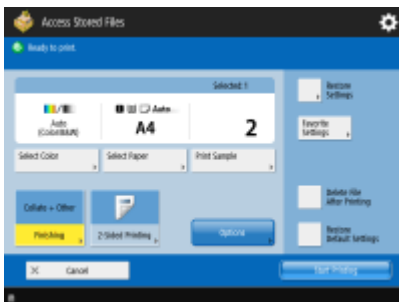 Access Stored Files
Ready to print.
Selected: 1
Auto
(Color/B&W)
Auto
A4
2
Select Color
Select Paper
Print Sample
Restore
Settings
Favorite
Settings
Collate + Other
Finishing
2-Sided Printing
Options
Delete File
After Printing
Restore
Default Settings
Cancel
Start Printing